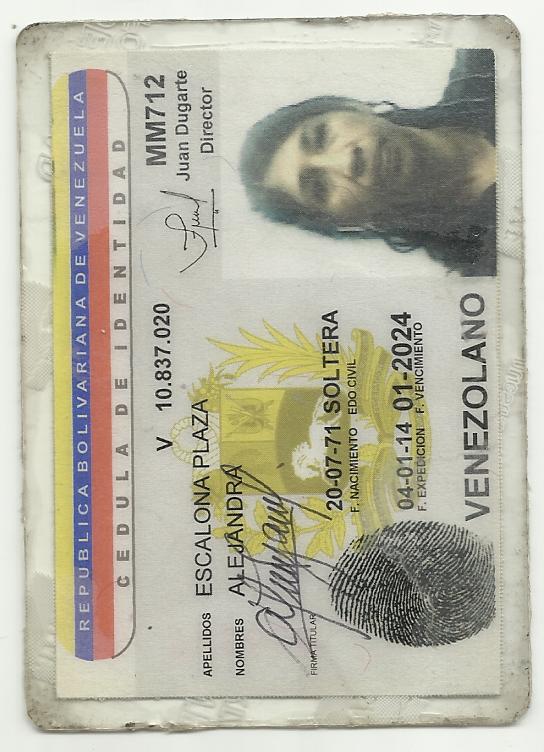 REPUBLICA BOLIVARIANA DE VENEZUELA
CEDULA DE IDENTIDAD
V 10.837.020
MM712
Juan Dugarte
Director
APELLIDOS ESCALONA PLAZA
NOMBRES ALEJANDRA
FIRMA TITULAR
20-07-71 SOLTERA
F. NACIMIENTO EDO CIVIL
04-01-14 01-2024
F. EXPEDICION F. VENCIMIENTO
VENEZOLANO